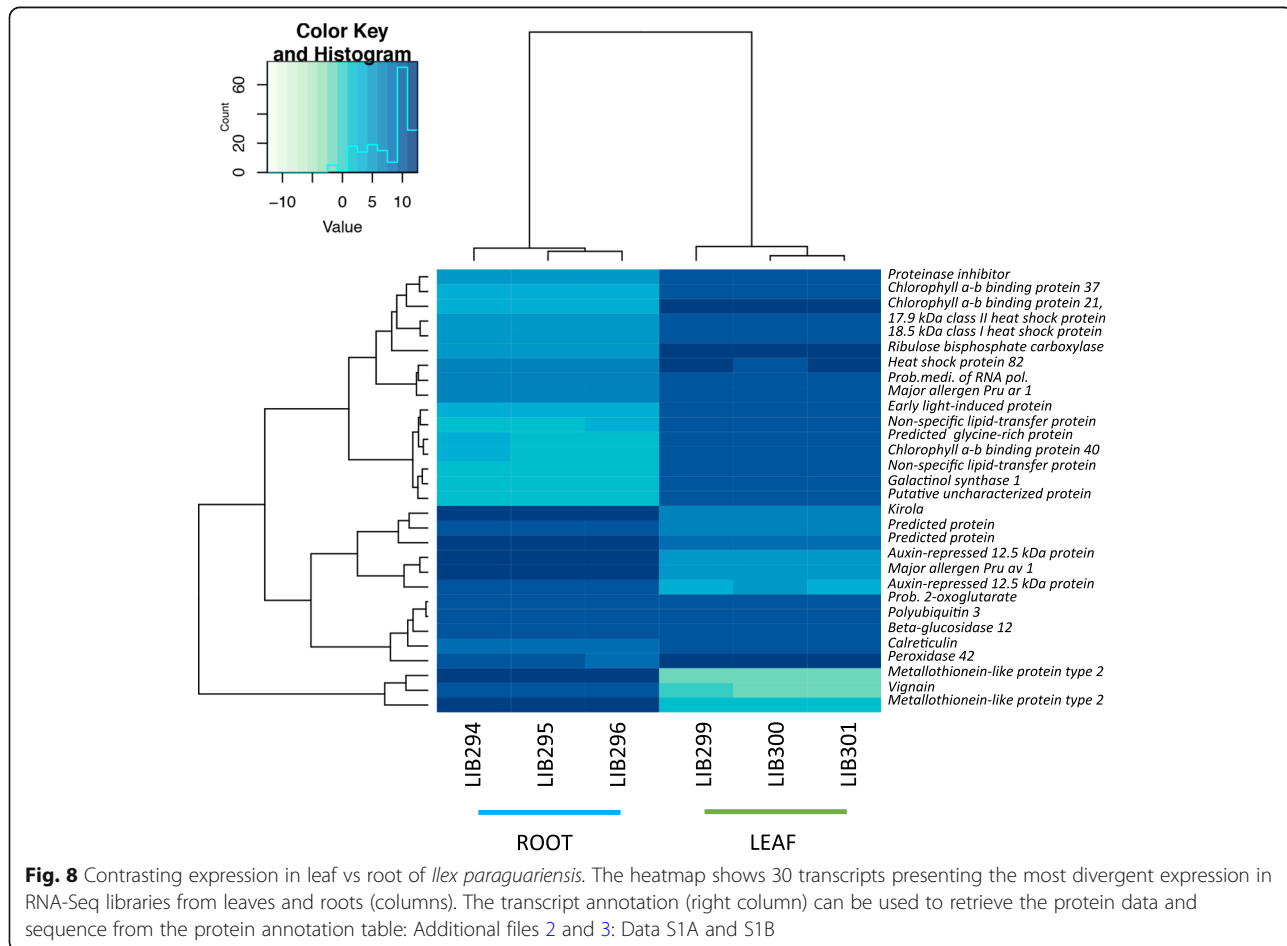 Color Key
and Histogram
Count
0
20
60
−10
0
5
10
Value
Proteinase inhibitor
Chlorophyll a-b binding protein 37
Chlorophyll a-b binding protein 21,
17.9 kDa class II heat shock protein
18.5 kDa class I heat shock protein
Ribulose bisphosphate carboxylase
Heat shock protein 82
Prob.medi. of RNA pol.
Major allergen Pru ar 1
Early light-induced protein
Non-specific lipid-transfer protein
Predicted glycine-rich protein
Chlorophyll a-b binding protein 40
Non-specific lipid-transfer protein
Galactinol synthase 1
Putative uncharacterized protein
Kirola
Predicted protein
Predicted protein
Auxin-repressed 12.5 kDa protein
Major allergen Pru av 1
Auxin-repressed 12.5 kDa protein
Prob. 2-oxoglutarate
Polyubiquitin 3
Beta-glucosidase 12
Calreticulin
Peroxidase 42
Metallothionein-like protein type 2
Vignain
Metallothionein-like protein type 2
LIB294
LIB295
LIB296
LIB299
LIB300
LIB301
ROOT
LEAF
Fig. 8 Contrasting expression in leaf vs root of Ilex paraguariensis. The heatmap shows 30 transcripts presenting the most divergent expression in
RNA-Seq libraries from leaves and roots (columns). The transcript annotation (right column) can be used to retrieve the protein data and
sequence from the protein annotation table: Additional files 2 and 3: Data S1A and S1B